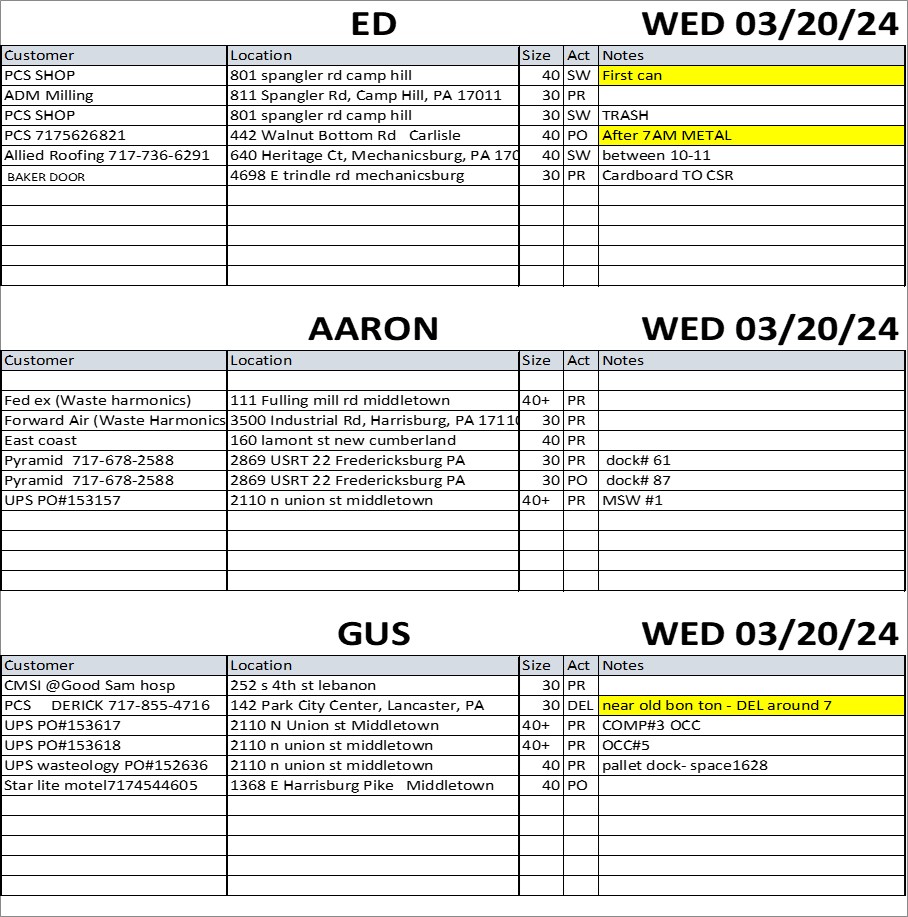 ED WED 03/20/24
Customer Location Size Act Notes
PCS SHOP 801 spangler rd camp hill 40 SW First can
ADM Milling 811 Spangler Rd, Camp Hill, PA 17011 30 PR
PCS SHOP 801 spangler rd camp hill 30 SW TRASH
PCS 7175626821 442 Walnut Bottom Rd Carlisle 40 PO After 7AM METAL
Allied Roofing 717-736-6291 640 Heritage Ct, Mechanicsburg, PA 170 40 SW between 10-11
BAKER DOOR 4698 E trindle rd mechanicsburg 30 PR Cardboard TO CSR
AARON WED 03/20/24
Customer Location Size Act Notes
Fed ex (Waste harmonics) 111 Fulling mill rd middletown 40+ PR
Forward Air (Waste Harmonics 3500 Industrial Rd, Harrisburg, PA 17110 30 PR
East coast 160 lamont st new cumberland 40 PR
Pyramid 717-678-2588 2869 USRT 22 Fredericksburg PA 30 PR dock# 61
Pyramid 717-678-2588 2869 USRT 22 Fredericksburg PA 30 PO dock# 87
UPS PO#153157 2110 n union st middletown 40+ PR MSW #1
GUS WED 03/20/24
Customer Location Size Act Notes
CMSI @Good Sam hosp 252 s 4th st lebanon 30 PR
PCS DERICK 717-855-4716 142 Park City Center, Lancaster, PA 30 DEL near old bon ton - DEL around 7
UPS PO#153617 2110 N Union st Middletown 40+ PR COMP#3 OCC
UPS PO#153618 2110 n union st middletown 40+ PR OCC#5
UPS wasteology PO#152636 2110 n union st middletown 40 PR pallet dock- space1628
Star lite motel7174544605 1368 E Harrisburg Pike Middletown 40 PO